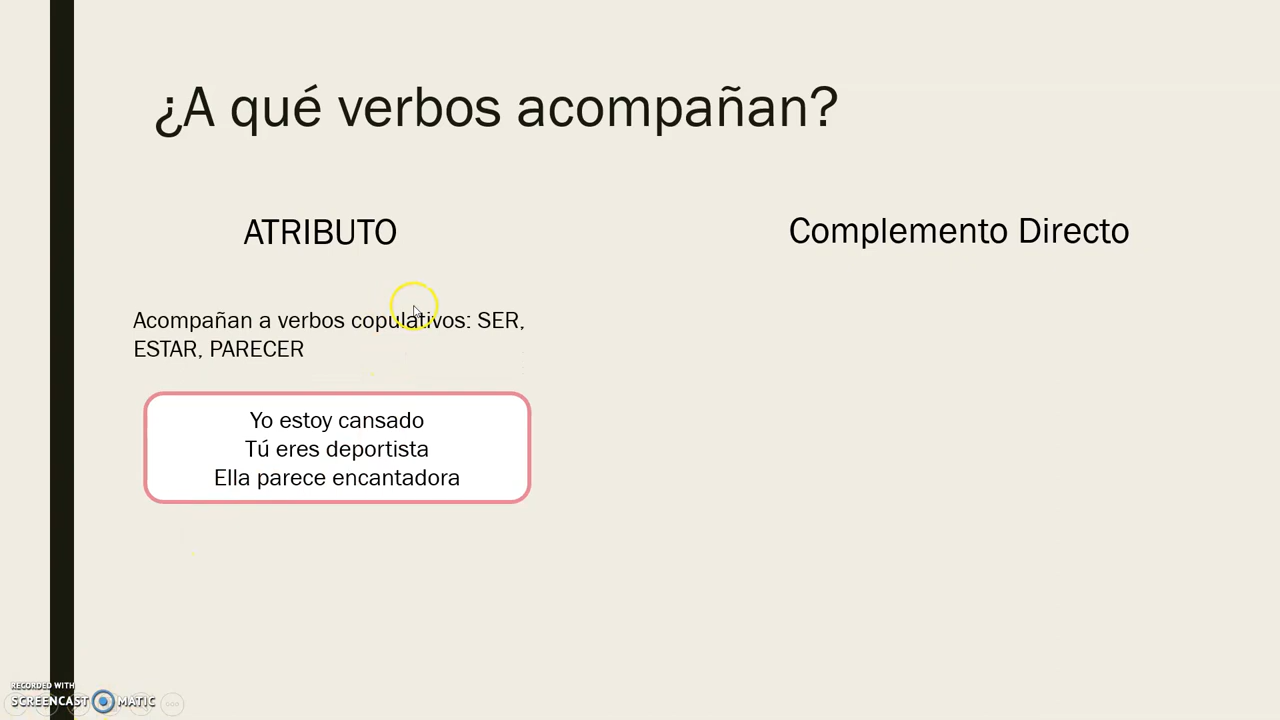 ¿A qué verbos acompañan?
ATRIBUTO
Complemento Directo
Acompañan a verbos copulativos: SER,
ESTAR, PARECER
Yo estoy cansado
Tú eres deportista
Ella parece encantadora
RECORDED WITH
SCREENCAST MATIC